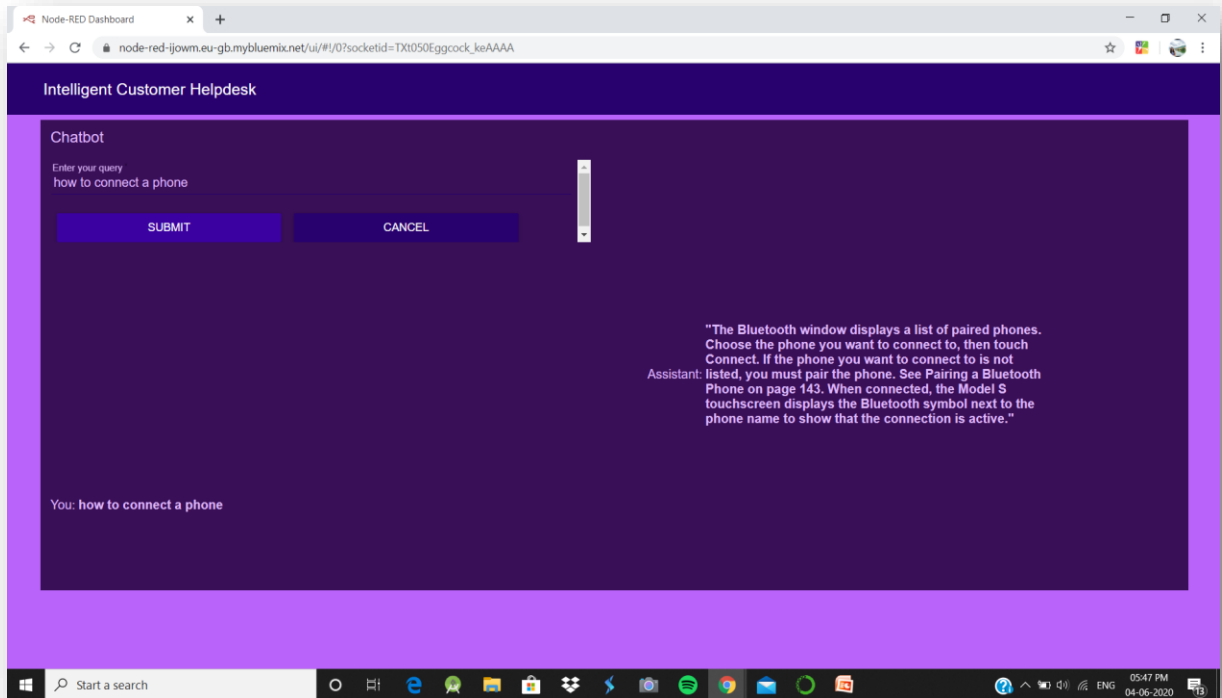 Node-RED Dashboard
node-red-ijowm.eu-gb.mybluemix.net/ui/#!/0?socketid=TXt050Eggcock_keAAAA
Intelligent Customer Helpdesk
Chatbot
Enter your query
how to connect a phone
SUBMIT CANCEL
"The Bluetooth window displays a list of paired phones.
Choose the phone you want to connect to, then touch
Connect. If the phone you want to connect to is not
Assistant: listed, you must pair the phone. See Pairing a Bluetooth
Phone on page 143. When connected, the Model S
touchscreen displays the Bluetooth symbol next to the
phone name to show that the connection is active."
You: how to connect a phone
Start a search
ENG
05:47 PM
04-06-2020
13